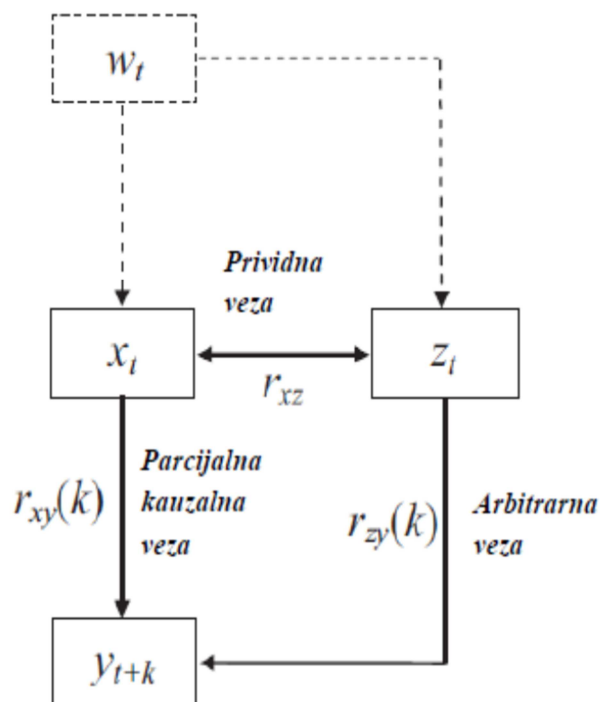 w_t
Prividna
veza
x_t
z_t
r_xz
Parcijalna
kauzalna
veza
r_xy(k)
r_zy(k)
Arbitrarna
veza
y_t+k